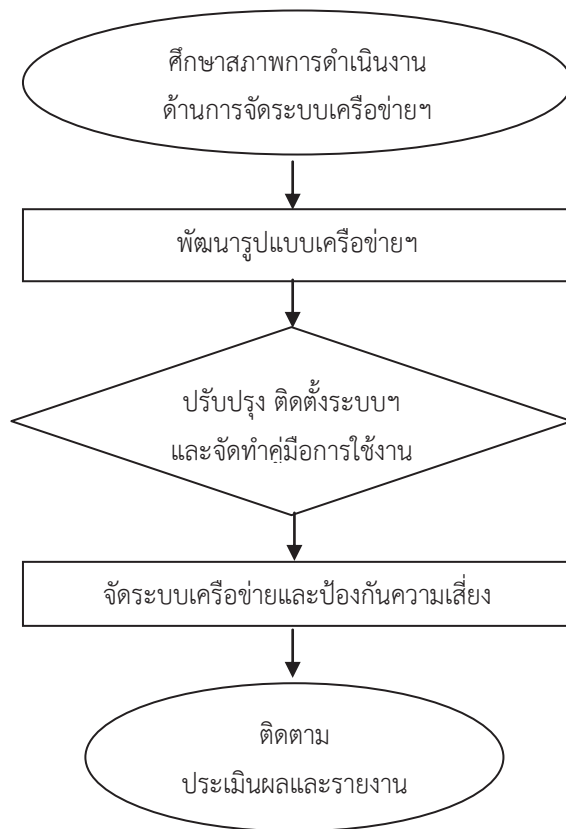 ศึกษาสภาพการดำเนินงาน
ด้านการจัดระบบเครือข่ายฯ
พัฒนารูปแบบเครือข่ายฯ
ปรับปรุง ติดตั้งระบบฯ
และจัดทำคู่มือการใช้งาน
จัดระบบเครือข่ายและป้องกันความเสี่ยง
ติดตาม
ประเมินผลและรายงาน